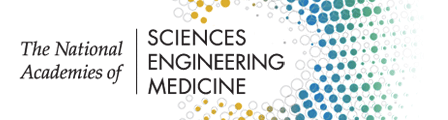 The National
Academies of
SCIENCES
ENGINEERING
MEDICINE